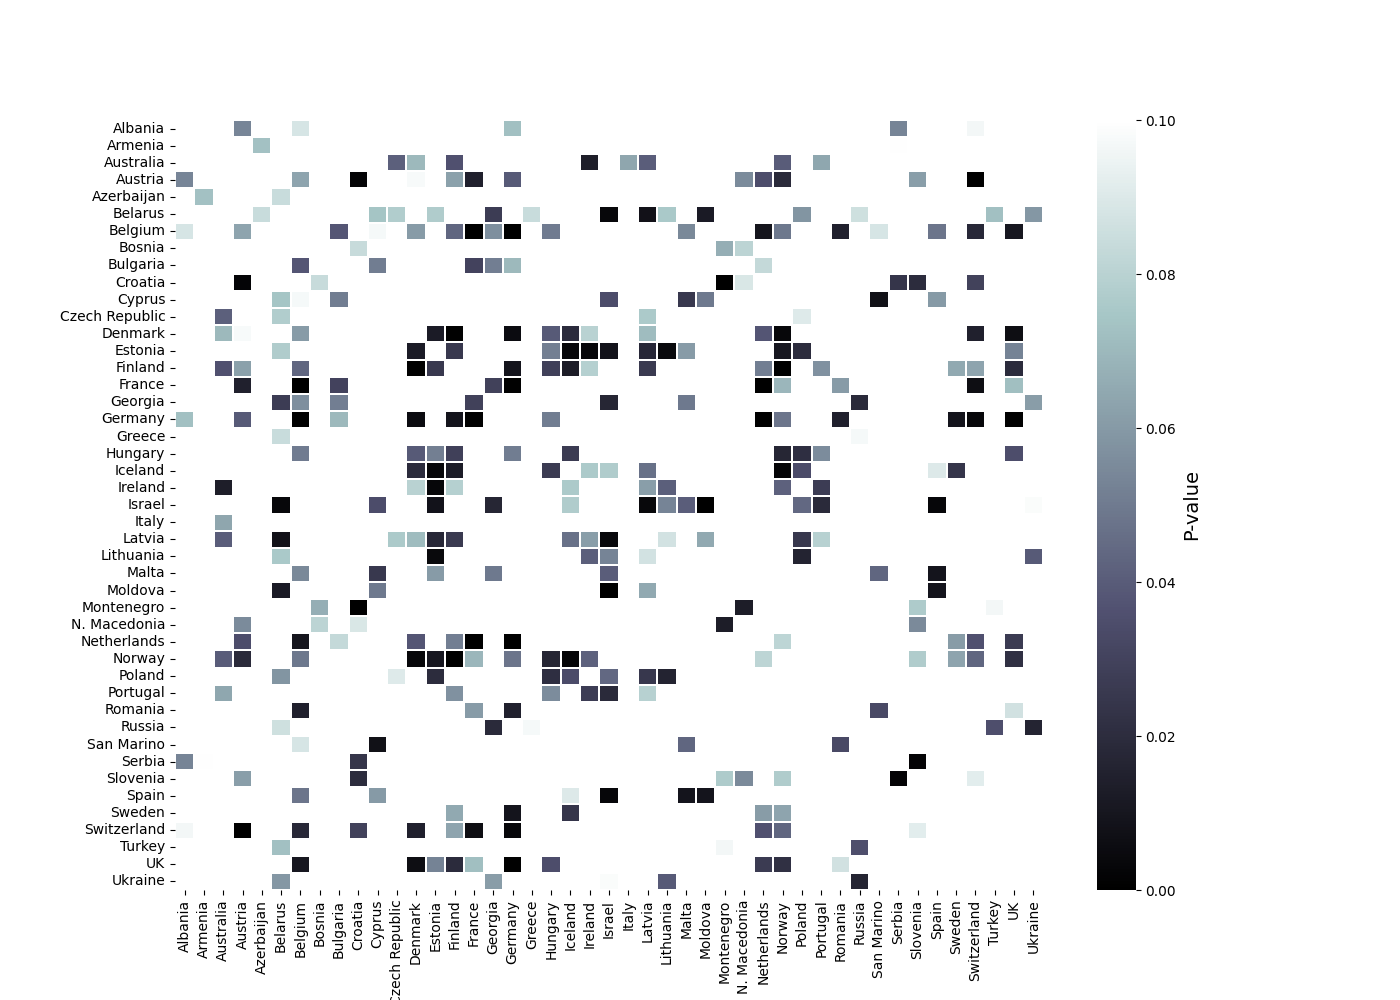 Albania
Armenia
Australia
Austria
Azerbaijan
Belarus
Belgium
Bosnia
Bulgaria
Croatia
Cyprus
Czech Republic
Denmark
Estonia
Finland
France
Georgia
Germany
Greece
Hungary
Iceland
Ireland
Israel
Italy
Latvia
Lithuania
Malta
Moldova
Montenegro
N. Macedonia
Netherlands
Norway
Poland
Portugal
Romania
Russia
San Marino
Serbia
Slovenia
Spain
Sweden
Switzerland
Turkey
UK
Ukraine
Albania
Armenia
Australia
Austria
Azerbaijan
Belarus
Belgium
Bosnia
Bulgaria
Croatia
Cyprus
Czech Republic
Denmark
Estonia
Finland
France
Georgia
Germany
Greece
Hungary
Iceland
Ireland
Israel
Italy
Latvia
Lithuania
Malta
Moldova
Montenegro
N. Macedonia
Netherlands
Norway
Poland
Portugal
Romania
Russia
San Marino
Serbia
Slovenia
Spain
Sweden
Switzerland
Turkey
UK
Ukraine
0.10
0.08
0.06
0.04
0.02
0.00
P-value